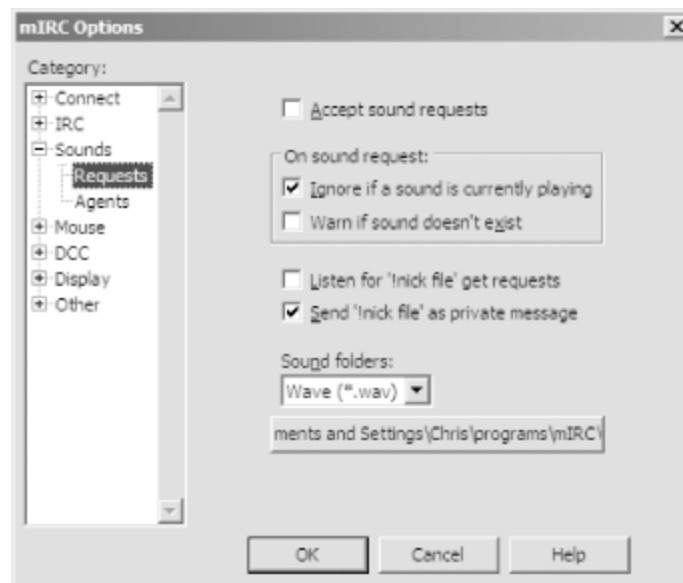 mIRC Options
Category:
Connect
IRC
Sounds
Requests
Agents
Mouse
DCC
Display
Other
Accept sound requests
On sound request:
Ignore if a sound is currently playing
Warn if sound doesn't exist
Listen for '!nick file' get requests
Send '!nick file' as private message
Sound folders:
Wave (*.wav)
ments and Settings\Chris\programs\mIRC\
OK Cancel Help